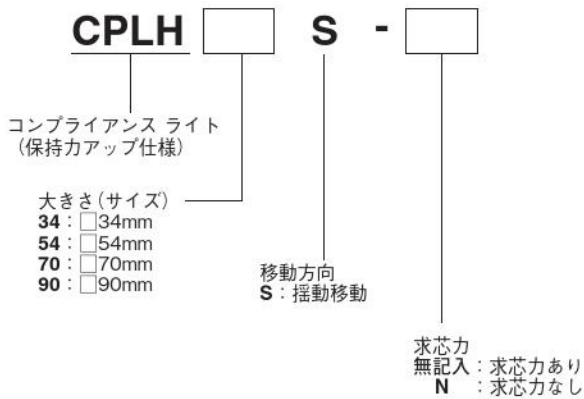 CPLH □ S - □
コンプライアンス ライト
（保持力アップ仕様）
大きさ（サイズ）
34：□34mm
54：□54mm
70：□70mm
90：□90mm
移動方向
S：揺動移動
求芯力
無記入：求芯力あり
N：求芯力なし